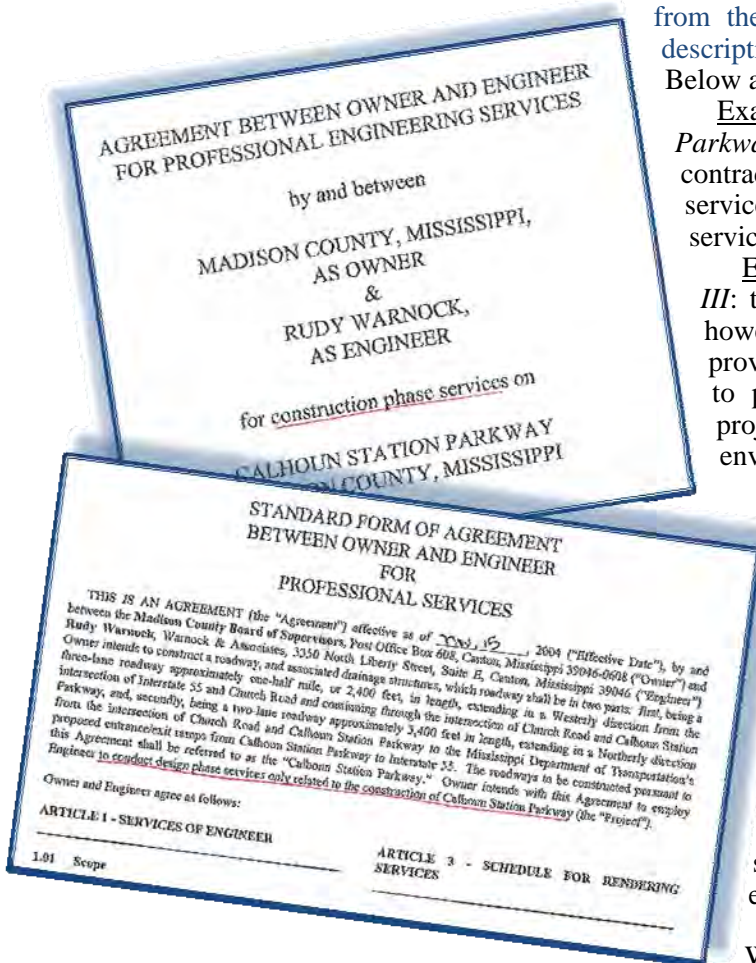 from the
descripti
Below a
Exa
Parkwa
contrac
service
servic
E
III: t
howe
prov
to p
proj
env
AGREEMENT BETWEEN OWNER AND ENGINEER
FOR PROFESSIONAL ENGINEERING SERVICES
by and between
MADISON COUNTY, MISSISSIPPI,
AS OWNER
&
RUDY WARNOCK,
AS ENGINEER
for construction phase services on
CALHOUN STATION PARKWAY
COUNTY, MISSISSIPPI
STANDARD FORM OF AGREEMENT
BETWEEN OWNER AND ENGINEER
FOR
PROFESSIONAL SERVICES
THIS IS AN AGREEMENT (the "Agreement") effective as of , 2004 ("Effective Date"), by and
between the Madison County Board of Supervisors, Post Office Box 608, Canton, Mississippi 39046-0608 ("Owner") and
Rudy Warnock, Warnock & Associates, 3350 North Liberty Street, Suite E, Canton, Mississippi 39046 ("Engineer")
Owner intends to construct a roadway, and associated drainage structures, which roadway shall be in two parts: first, being a
three-lane roadway approximately one-half mile, or 2,400 feet, in length, extending in a Westerly direction from the
intersection of Interstate 55 and Church Road and continuing through the intersection of Church Road and Calhoun Station
Parkway, and, secondly, being a two-lane roadway approximately 3,400 feet in length, extending in a Northerly direction
from the intersection of Church Road and Calhoun Station Parkway to the Mississippi Department of Transportation's
proposed entrance/exit ramps from Calhoun Station Parkway to Interstate 55. The roadways to be constructed pursuant to
this Agreement shall be referred to as the "Calhoun Station Parkway." Owner intends with this Agreement to employ
Engineer to conduct design phase services only related to the construction of Calhoun Station Parkway (the "Project").
Owner and Engineer agree as follows:
ARTICLE 1 - SERVICES OF ENGINEER
1.01 Scope
ARTICLE 3 - SCHEDULE FOR RENDERING
SERVICES
s
e
W